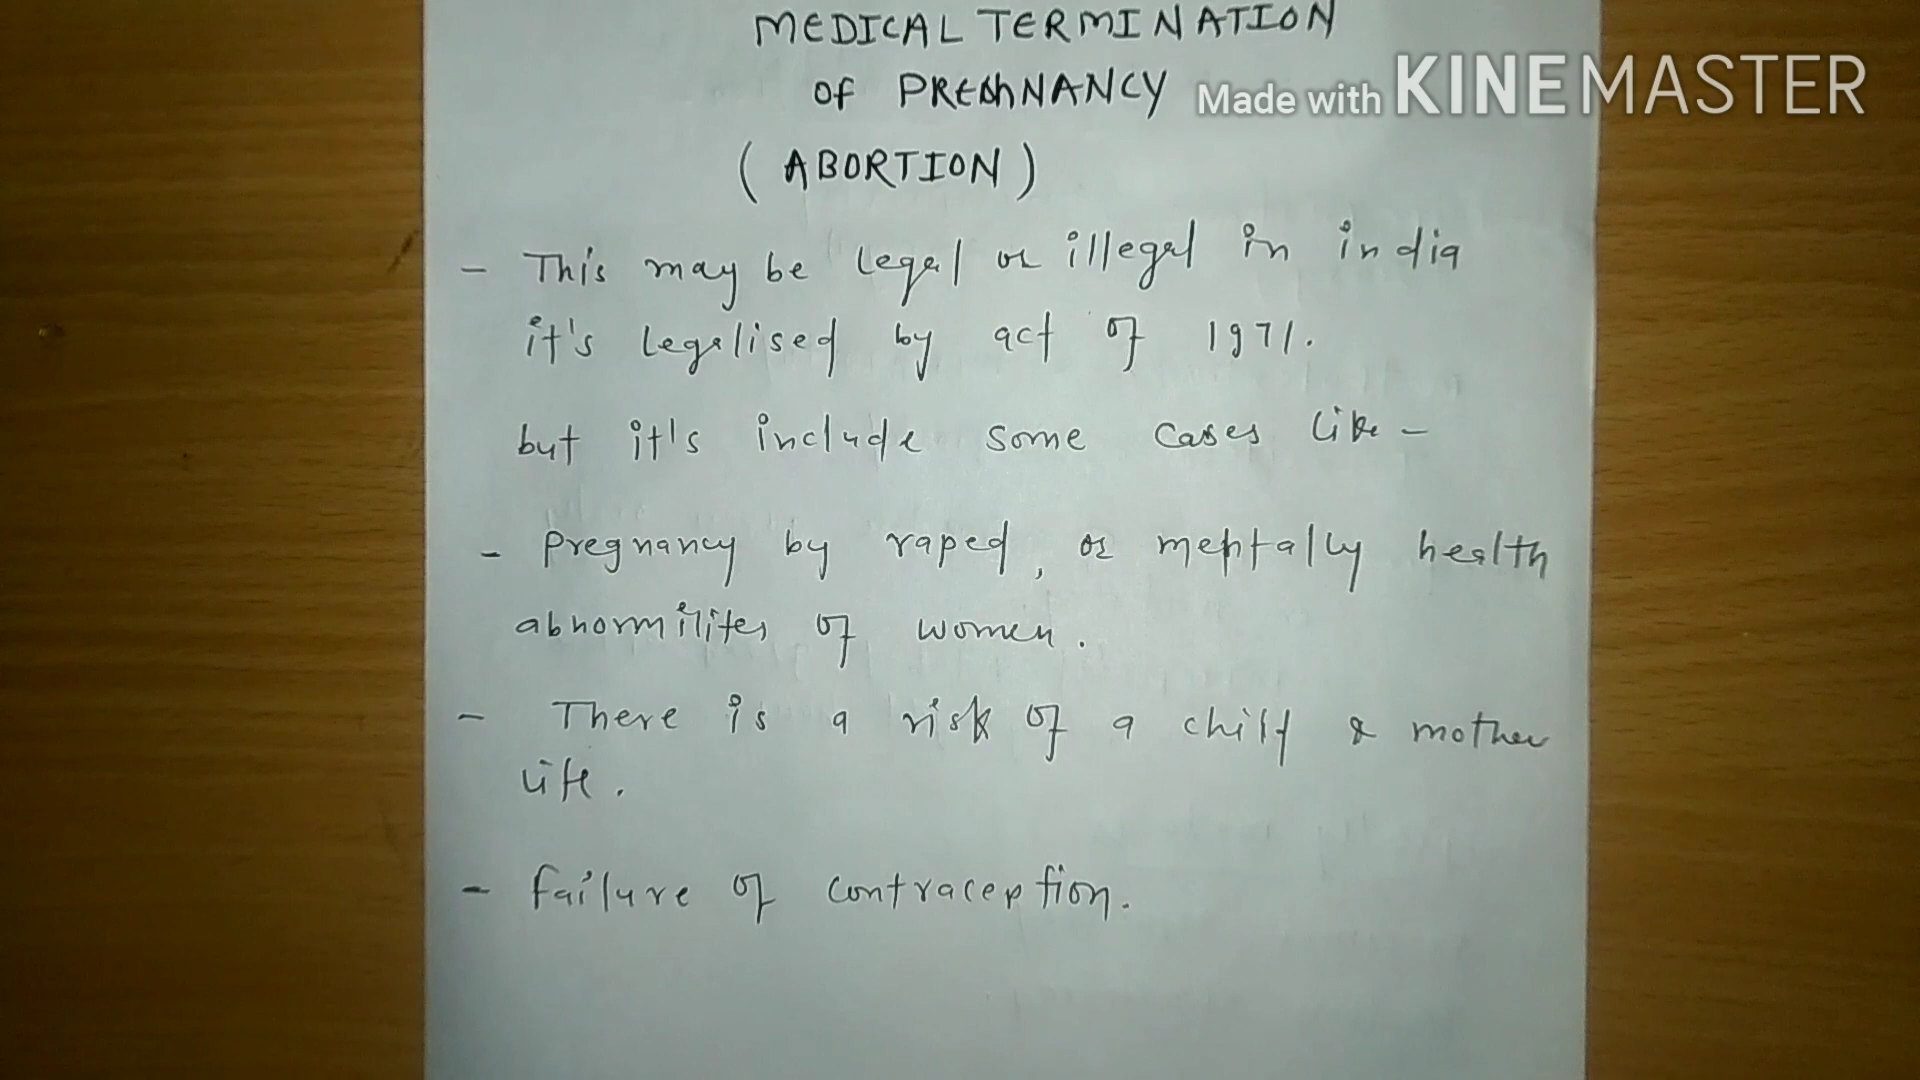 MEDICAL TERMINATION
of PREGNANCY
Made with KINEMASTER
( ABORTION )
- This may be legal or illegal in india
it's legalised by act of 1971.
but it's include some cases like -
- Pregnancy by raped, or mentally health
abnormilites of women.
- There is a risk of a child & mother
life.
- failure of contraception.